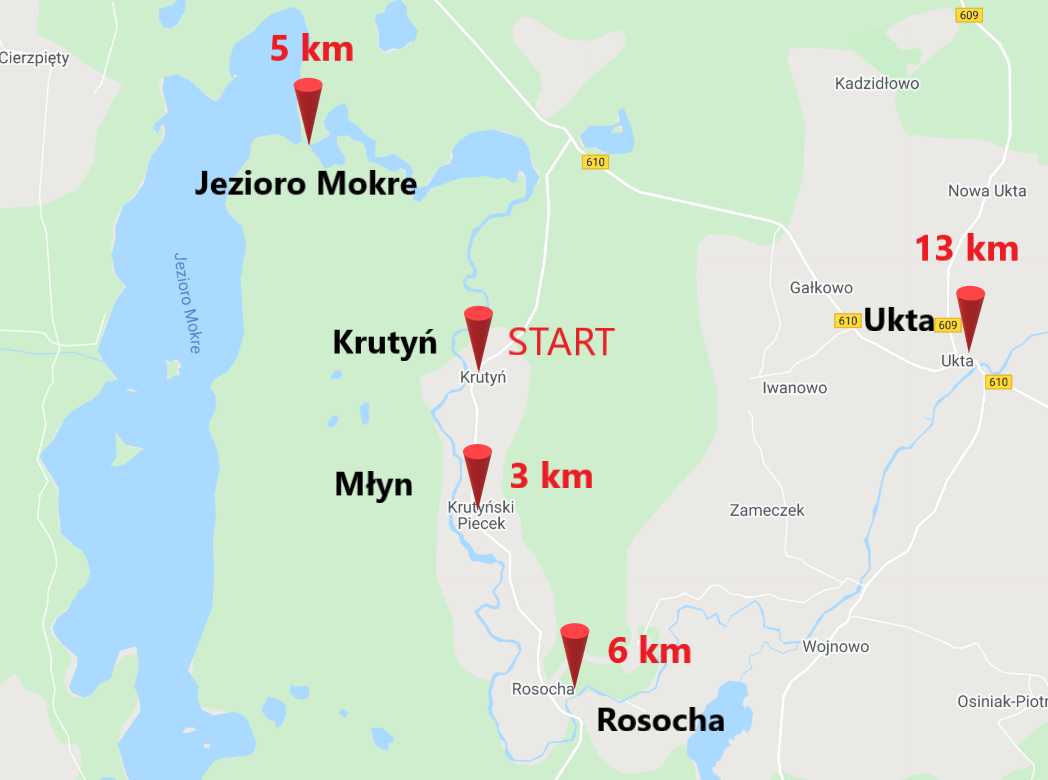 609
5 km
Cierzpięty
Kadzidłowo
610
Jezioro Mokre
Nowa Ukta
13 km
Jezioro Mokre
Gałkowo
610
Ukta
609
Krutyń
START
Ukta
Krutyń
Iwanowo
610
Młyn
3 km
Krutyński
Piecek
Zameczek
6 km
Wojnowo
Rosocha
Rosocha
Osiniak-Piotr